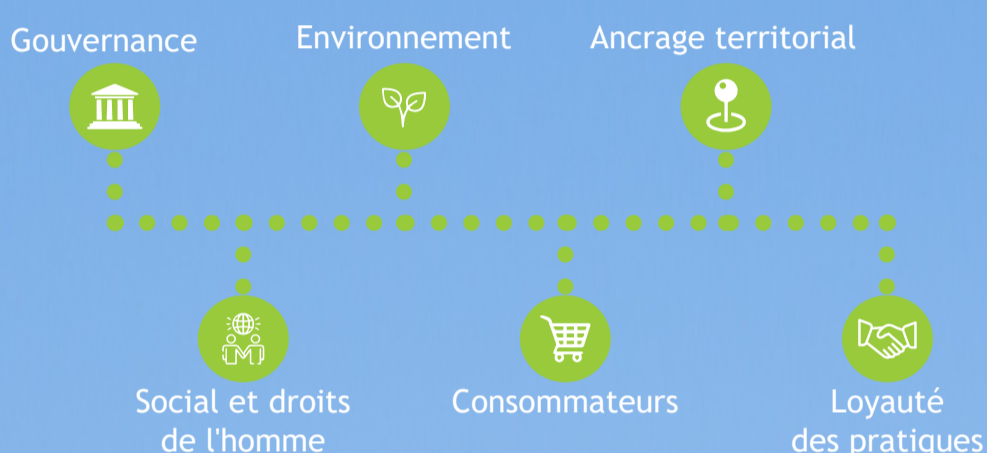 Gouvernance
Environnement
Ancrage territorial
Social et droits
de l'homme
Consommateurs
Loyauté
des pratiques